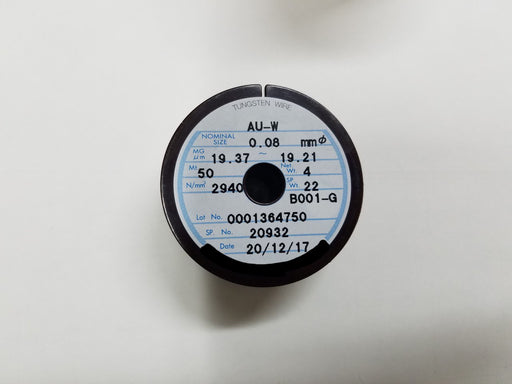 TUNGSTEN WIRE
AU-W
NOMINAL SIZE 0.08 mmφ
MG μm 19.37 ~ 19.21
M 50 Net Wt. 4
N/mm² 2940 SP Wt. 22
B001-G
Lot No. 0001364750
SP. No. 20932
Date 20/12/17